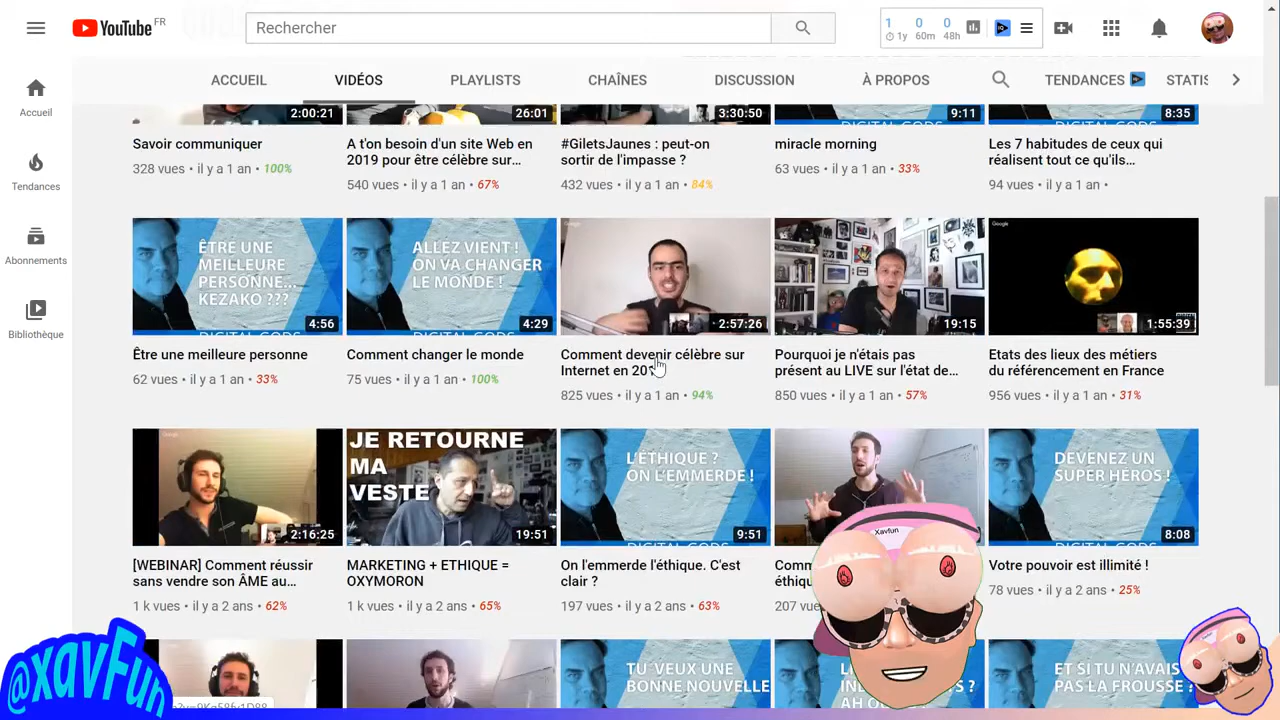 YouTube FR
Rechercher
1 0 0
1y 60m 48h
ACCUEIL VIDÉOS PLAYLISTS CHAÎNES DISCUSSION À PROPOS TENDANCES STATIS
Accueil
Tendances
Abonnements
Bibliothèque
2:00:21
26:01
3:30:50
9:11
8:35
Savoir communiquer
328 vues • il y a 1 an • 100%
A t'on besoin d'un site Web en
2019 pour être célèbre sur...
540 vues • il y a 1 an • 67%
#GiletsJaunes : peut-on
sortir de l'impasse ?
432 vues • il y a 1 an • 84%
miracle morning
63 vues • il y a 1 an • 33%
Les 7 habitudes de ceux qui
réalisent tout ce qu'ils...
94 vues • il y a 1 an •
ÊTRE UNE
MEILLEURE
PERSONNE...
KEZAKO ???
DIGITAL GODS
4:56
Être une meilleure personne
62 vues • il y a 1 an • 33%
ALLEZ VIENT !
ON VA CHANGER
LE MONDE !
DIGITAL GODS
4:29
Comment changer le monde
75 vues • il y a 1 an • 100%
Google
2:57:26
Comment devenir célèbre sur
Internet en
825 vues • il y a 1 an • 94%
19:15
Pourquoi je n'étais pas
présent au LIVE sur l'état de...
850 vues • il y a 1 an • 57%
Google
1:55:39
Etats des lieux des métiers
du référencement en France
956 vues • il y a 1 an • 31%
Google
2:16:25
[WEBINAR] Comment réussir
sans vendre son ÂME au...
1 k vues • il y a 2 ans • 62%
JE RETOURNE
MA
VESTE
19:51
MARKETING + ETHIQUE =
OXYMORON
1 k vues • il y a 2 ans • 65%
L'ÉTHIQUE ?
ON L'EMMERDE !
DIGITAL GODS
9:51
On l'emmerde l'éthique. C'est
clair ?
197 vues • il y a 2 ans • 63%
Comm
éthiqu
207 vues
DEVENEZ UN
SUPER HEROS !
DIGITAL GODS
8:08
Votre pouvoir est illimité !
78 vues • il y a 2 ans • 25%
Xavfun
TU VEUX UNE
BONNE NOUVELLE
ET SI TU N'AVAIS
PAS LA FROUSSE ?
@xavFun